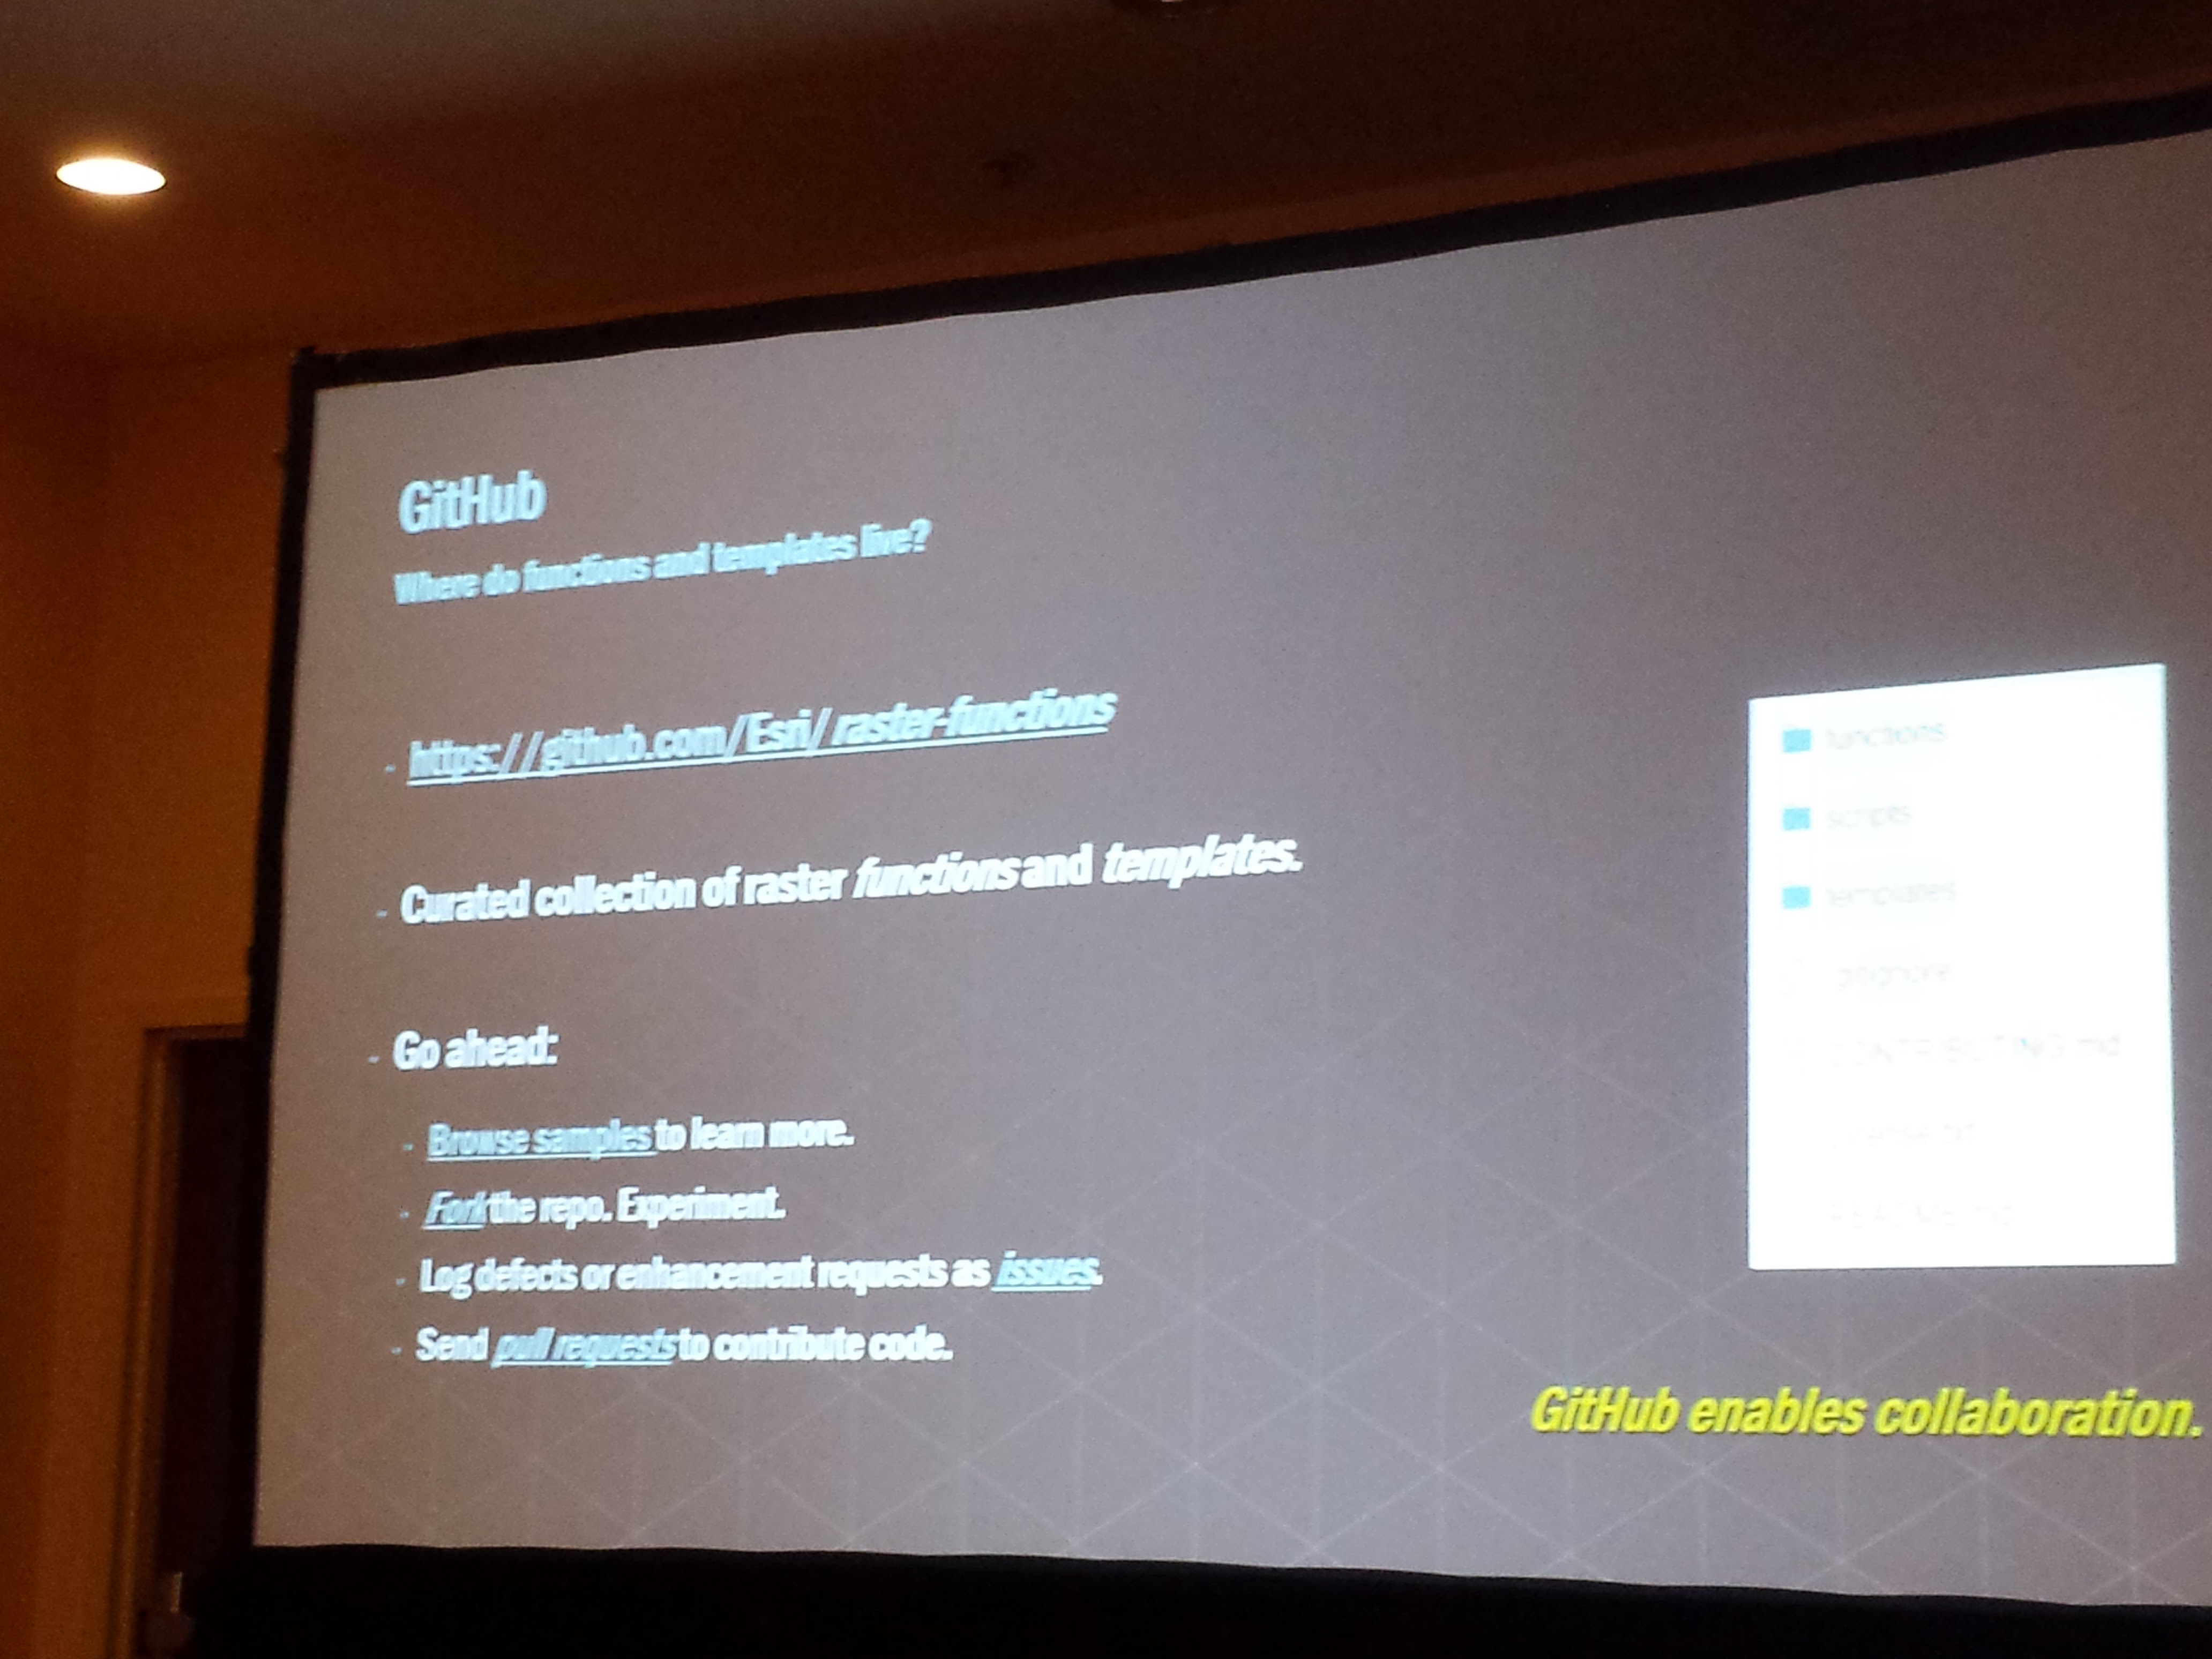 GitHub
Where do functions and templates live?
- https://github.com/Esri/raster-functions
- Curated collection of raster functions and templates.
- Go ahead:
- Browse samples to learn more.
- Fork the repo. Experiment.
- Log defects or enhancement requests as issues.
- Send pull requests to contribute code.
functions
scripts
templates
.gitignore
CONTRIBUTING.md
README.md
GitHub enables collaboration.